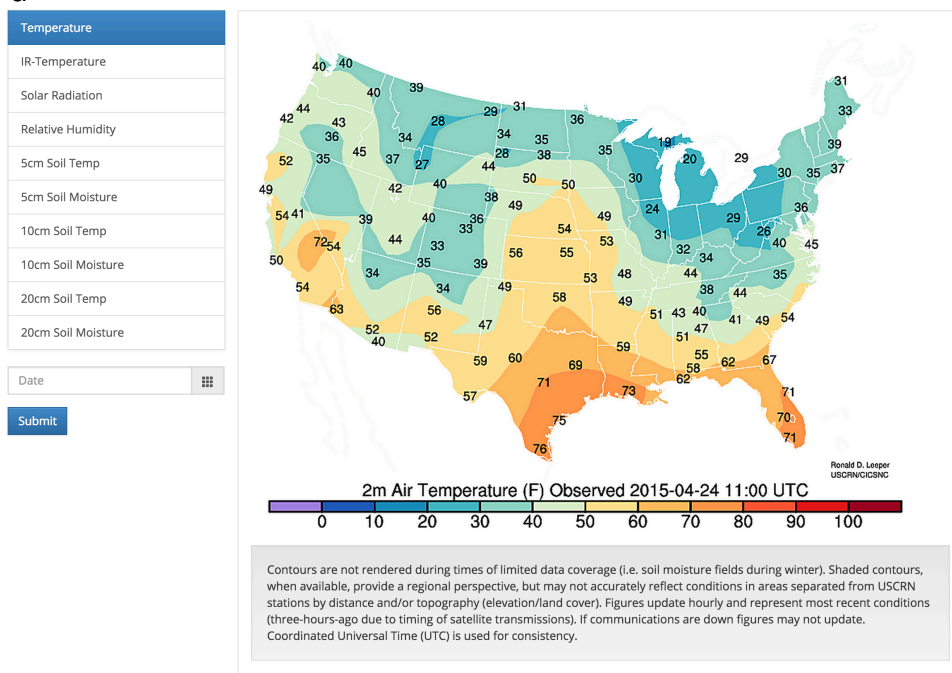 Temperature
IR-Temperature
Solar Radiation
Relative Humidity
5cm Soil Temp
5cm Soil Moisture
10cm Soil Temp
10cm Soil Moisture
20cm Soil Temp
20cm Soil Moisture
Date
Submit
40 40
31
40 39
33
44 28 29 31
42 43 36
36 34 34 35 39
52 35 45 37 27 28 38 35 19 20 29 30 35 37
44
49 42 40 50 50 30
54 41 39 40 38 49 49 24 29 36
36
33 54 31 26 40 45
72 54 44 33 56 55 53 32 34
50 35 39
34 53 48 44 35
54 34 49 58 49 38 44
63 56 51 43 40 41 49 54
52 47 47
40 52 59 51
59 60 69 55 62 67
58
57 71 73 62 71
75 70
76 71
Ronald D. Leeper
USCRN/CICSNC
2m Air Temperature (F) Observed 2015-04-24 11:00 UTC
0 10 20 30 40 50 60 70 80 90 100
Contours are not rendered during times of limited data coverage (i.e. soil moisture fields during winter). Shaded contours,
when available, provide a regional perspective, but may not accurately reflect conditions in areas separated from USCRN
stations by distance and/or topography (elevation/land cover). Figures update hourly and represent most recent conditions
(three-hours-ago due to timing of satellite transmissions). If communications are down figures may not update.
Coordinated Universal Time (UTC) is used for consistency.